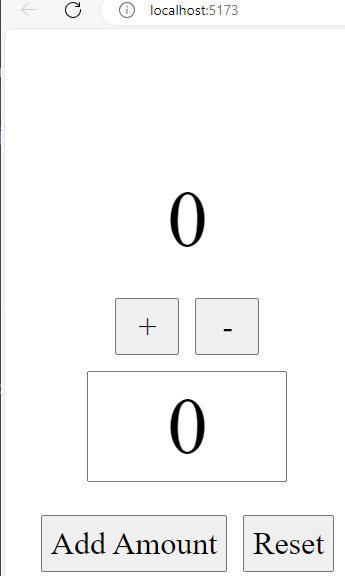 localhost:5173
0
+ -
0
Add Amount Reset